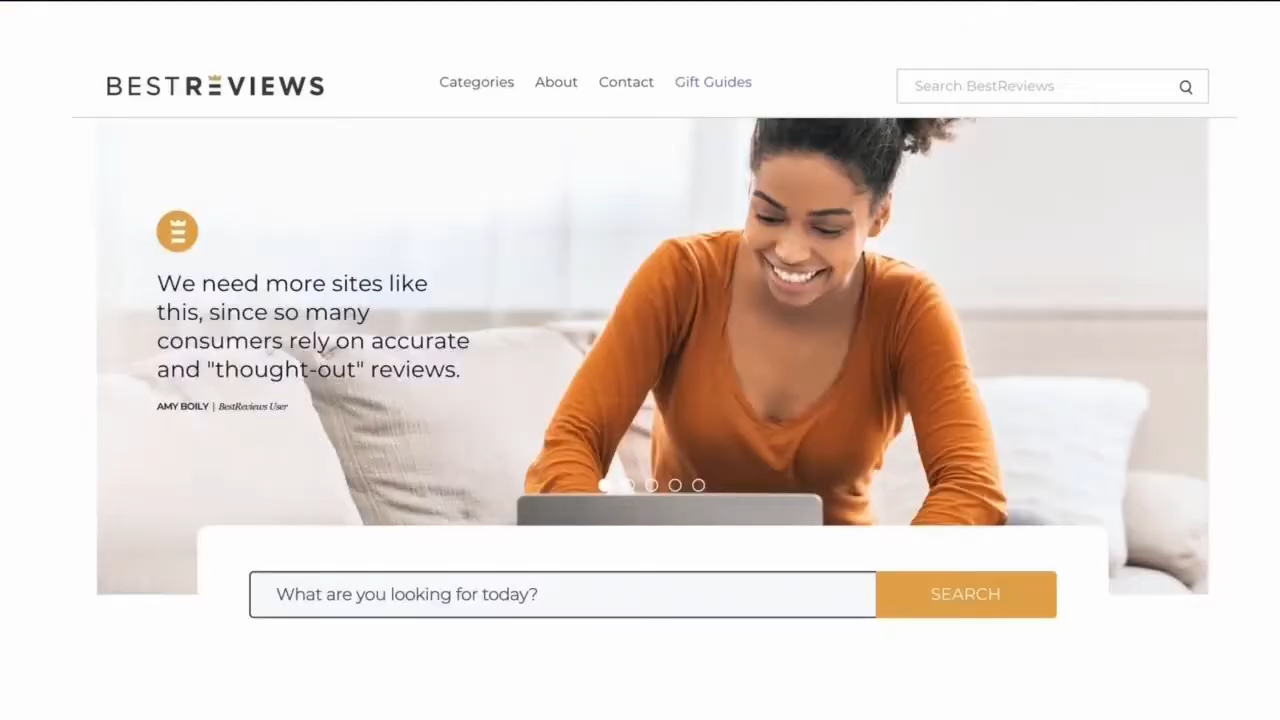 BESTREVIEWS
Categories About Contact Gift Guides
Search BestReviews
We need more sites like
this, since so many
consumers rely on accurate
and "thought-out" reviews.
AMY BOILY | BestReviews User
What are you looking for today?
SEARCH